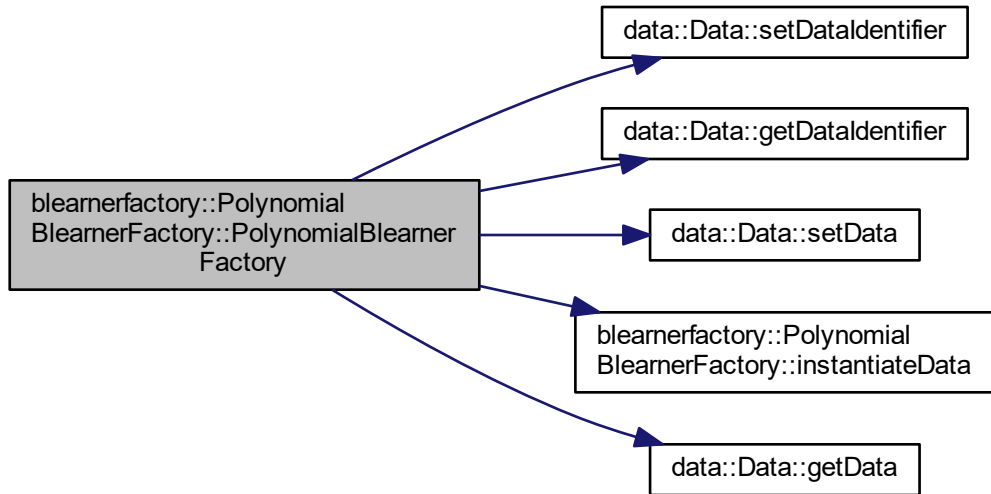 data::Data::setDataIdentifier
data::Data::getDataIdentifier
blearnerfactory::Polynomial
BlearnerFactory::PolynomialBlearner
Factory
data::Data::setData
blearnerfactory::Polynomial
BlearnerFactory::instantiateData
data::Data::getData